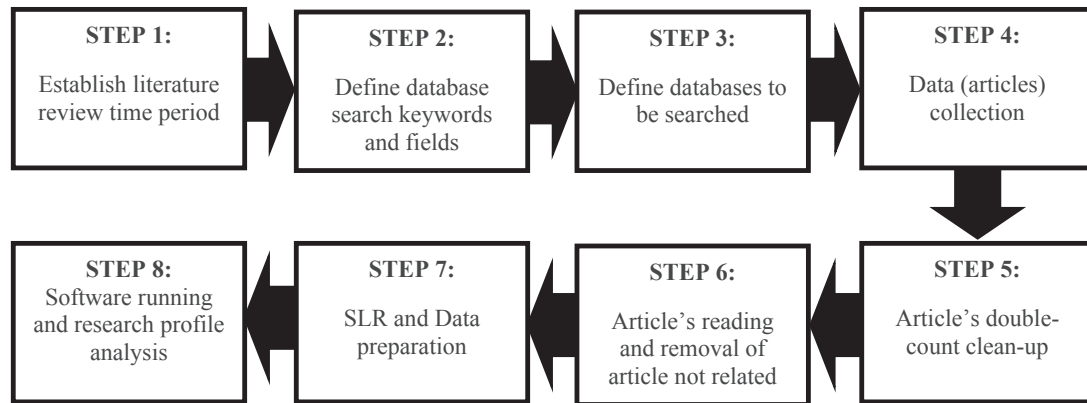 STEP 1:
Establish literature
review time period
STEP 2:
Define database
search keywords
and fields
STEP 3:
Define databases to
be searched
STEP 4:
Data (articles)
collection
STEP 5:
Article's double-
count clean-up
STEP 6:
Article's reading
and removal of
article not related
STEP 7:
SLR and Data
preparation
STEP 8:
Software running
and research profile
analysis